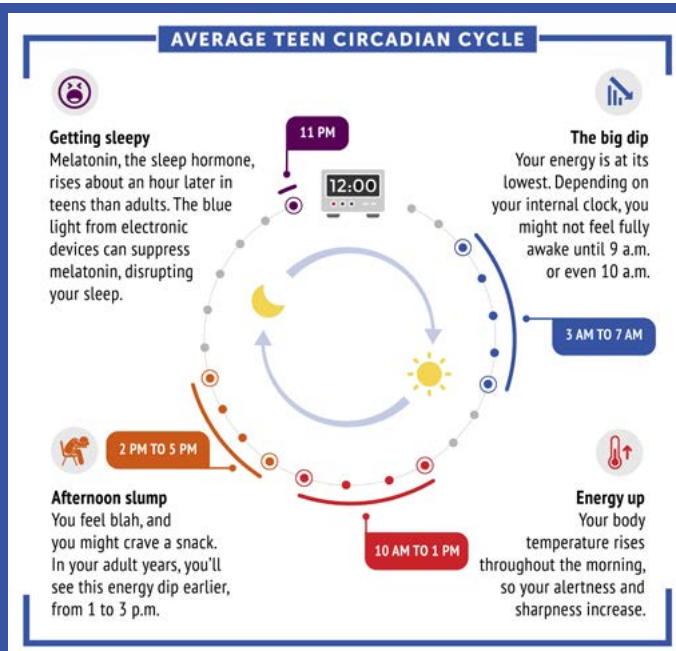 AVERAGE TEEN CIRCADIAN CYCLE
Getting sleepy
Melatonin, the sleep hormone,
rises about an hour later in
teens than adults. The blue
light from electronic
devices can suppress
melatonin, disrupting
your sleep.
11 PM
12:00
The big dip
Your energy is at its
lowest. Depending on
your internal clock, you
might not feel fully
awake until 9 a.m.
or even 10 a.m.
3 AM TO 7 AM
2 PM TO 5 PM
Afternoon slump
You feel blah, and
you might crave a snack.
In your adult years, you'll
see this energy dip earlier,
from 1 to 3 p.m.
10 AM TO 1 PM
Energy up
Your body
temperature rises
throughout the morning,
so your alertness and
sharpness increase.